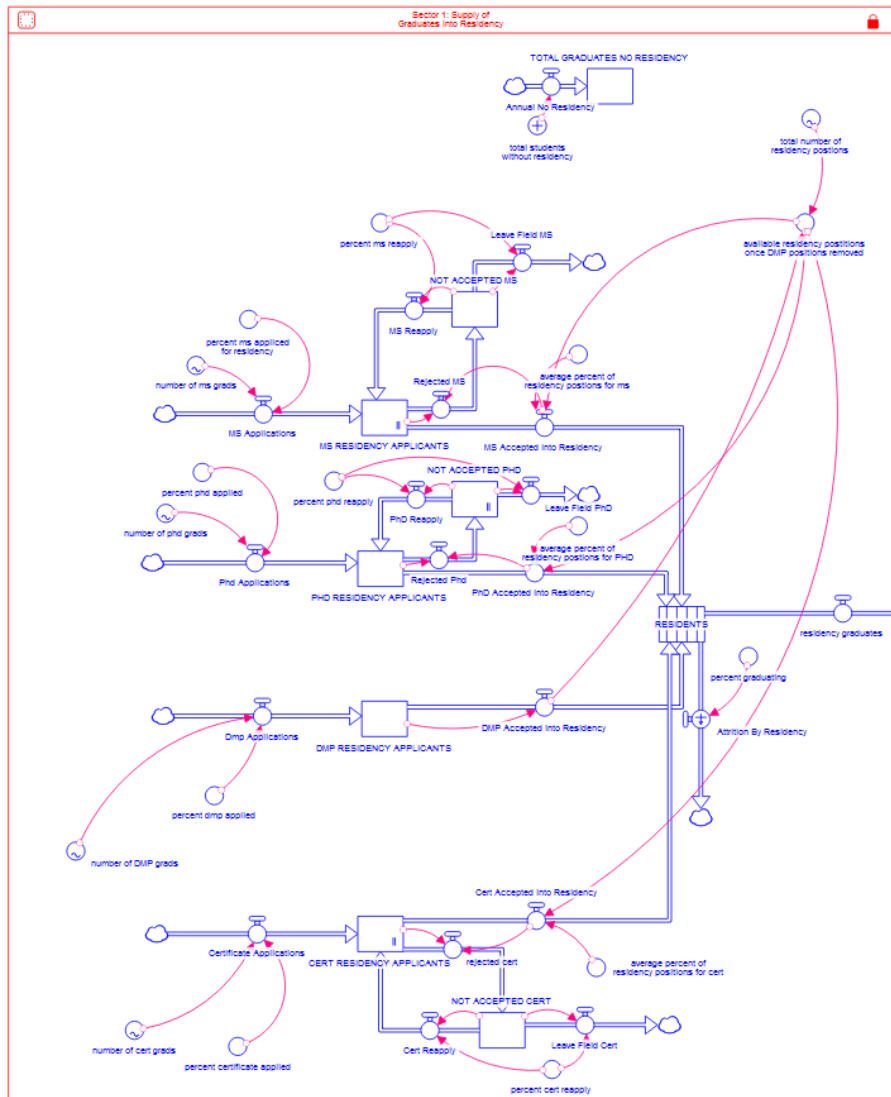 Sector 1: Supply of
Graduates Into Residency
TOTAL GRADUATES NO RESIDENCY
Annual No Residency
total students
without residency
total number of
residency postions
percent ms reapply
Leave Field MS
available residency postitions
once DMP positions removed
NOT ACCEPTED MS
MS Reapply
percent ms appliced
for residency
number of ms grads
Rejected MS
average percent of
residency postions for ms
MS Applications
MS RESIDENCY APPLICANTS
MS Accepted Into Residency
percent phd applied
NOT ACCEPTED PHD
percent phd reapply
number of phd grads
PhD Reapply
Leave Field PhD
average percent of
residency postions for PHD
Phd Applications
Rejected Phd
PHD RESIDENCY APPLICANTS
PhD Accepted Into Residency
RESIDENTS
residency graduates
percent graduating
Dmp Applications
DMP Accepted Into Residency
Attrition By Residency
DMP RESIDENCY APPLICANTS
percent dmp applied
number of DMP grads
Cert Accepted Into Residency
Certificate Applications
CERT RESIDENCY APPLICANTS
rejected cert
average percent of
residency positions for cert
NOT ACCEPTED CERT
number of cert grads
Cert Reapply
Leave Field Cert
percent certificate applied
percent cert reapply